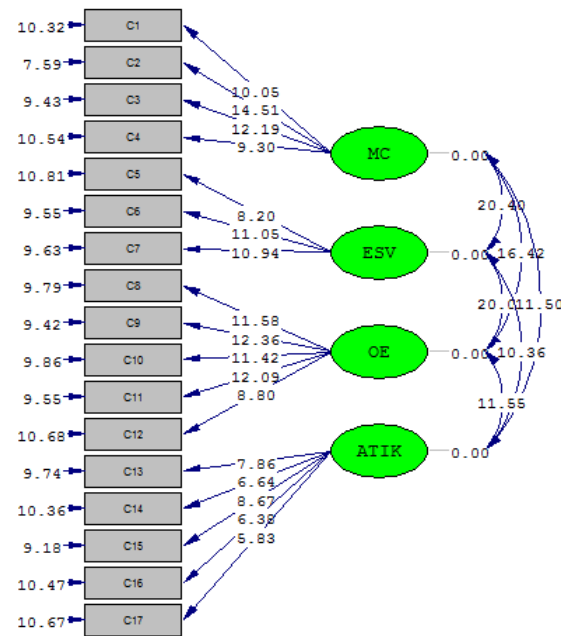 10.32 C1
7.59 C2
9.43 C3
10.54 C4
10.81 C5
9.55 C6
9.63 C7
9.79 C8
9.42 C9
9.86 C10
9.55 C11
10.68 C12
9.74 C13
10.36 C14
9.18 C15
10.47 C16
10.67 C17
10.05
14.51
12.19
9.30
8.20
11.05
10.94
11.58
12.36
11.42
12.09
8.80
7.86
6.64
8.67
6.38
5.83
MC 0.00
ESV 0.00
OE 0.00
ATIK 0.00
20.40
16.42
11.50
10.36
11.55